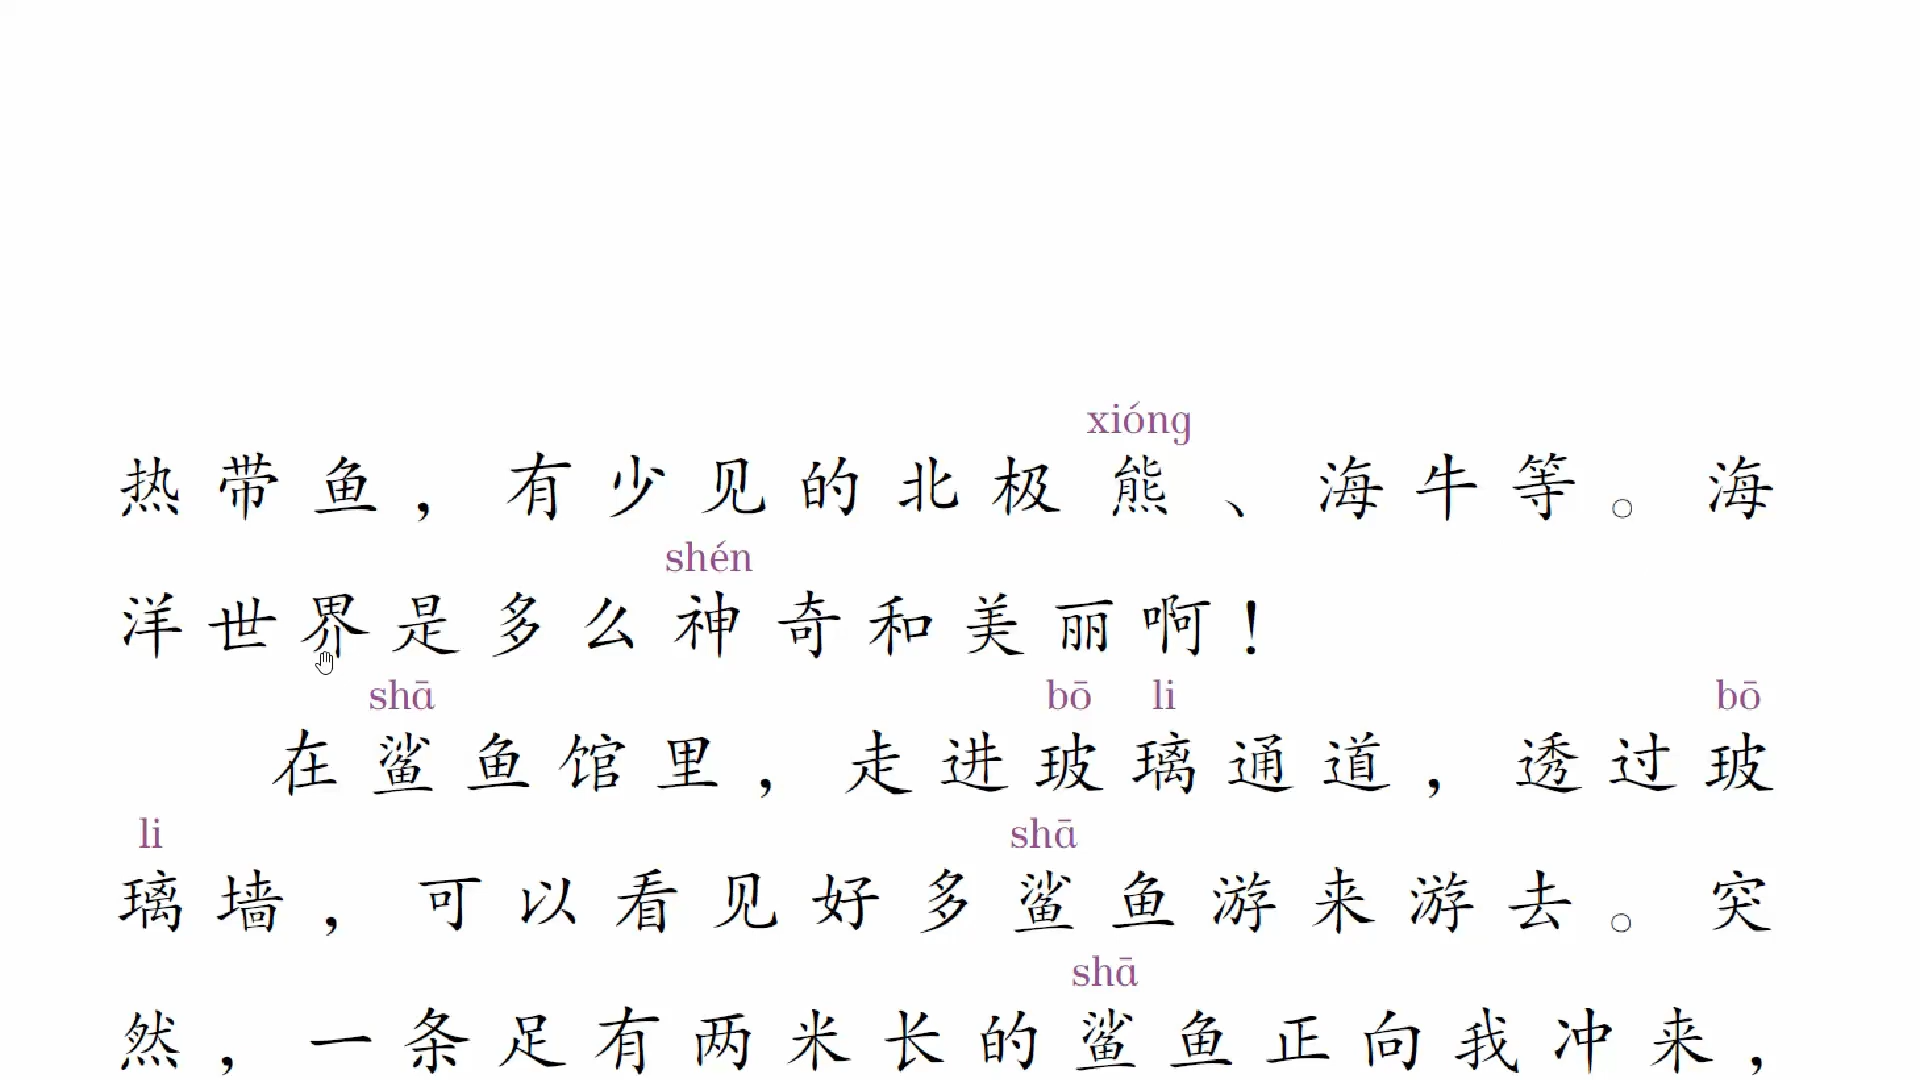 xióng
热带鱼，有少见的北极熊、海牛等。海
shén
洋世界是多么神奇和美丽啊！
shā bō li bō
在鲨鱼馆里，走进玻璃通道，透过玻
li shā
璃墙，可以看见好多鲨鱼游来游去。突
shā
然，一条足有两米长的鲨鱼正向我冲来，